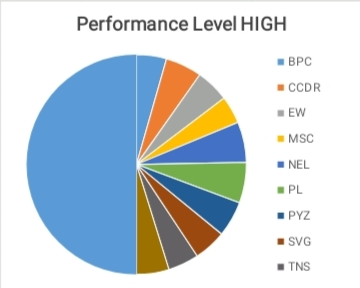 Performance Level HIGH
BPC
CCDR
EW
MSC
NEL
PL
PYZ
SVG
TNS